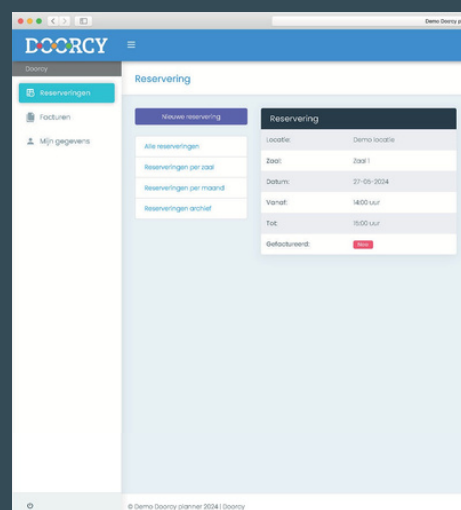 Demo Doorcy p
DOORCY
Doorcy
Reserveringen
Facturen
Mijn gegevens
Reservering
Nieuwe reservering
Alle reserveringen
Reserveringen per zaal
Reserveringen per maand
Reserveringen archief
Reservering
Locatie: Demo locatie
Zaal: Zaal 1
Datum: 27-05-2024
Vanaf: 14:00 uur
Tot: 15:00 uur
Gefactureerd: Nee
© Demo Doorcy planner 2024 | Doorcy